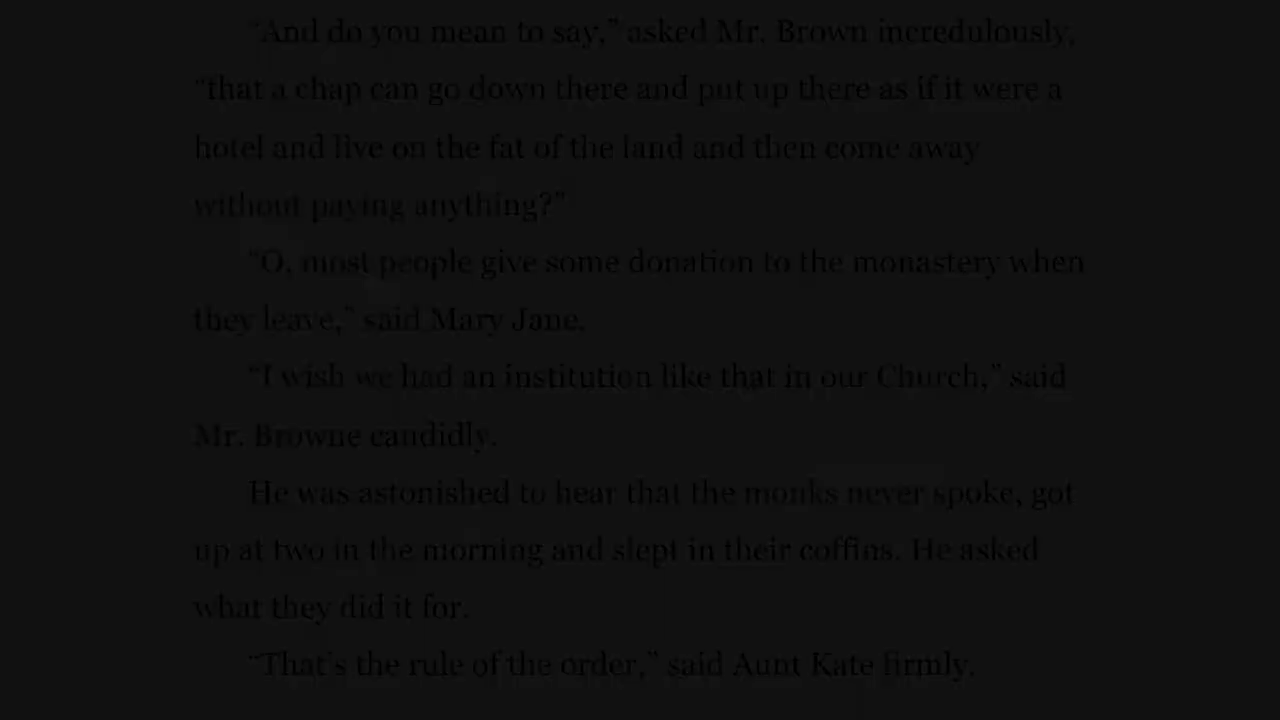 “And do you mean to say,” asked Mr. Brown incredulously,
“that a chap can go down there and put up there as if it were a
hotel and live on the fat of the land and then come away
without paying anything?”
“O, most people give some donation to the monastery when
they leave,” said Mary Jane.
“I wish we had an institution like that in our Church,” said
Mr. Browne candidly.
He was astonished to hear that the monks never spoke, got
up at two in the morning and slept in their coffins. He asked
what they did it for.
“That’s the rule of the order,” said Aunt Kate firmly.